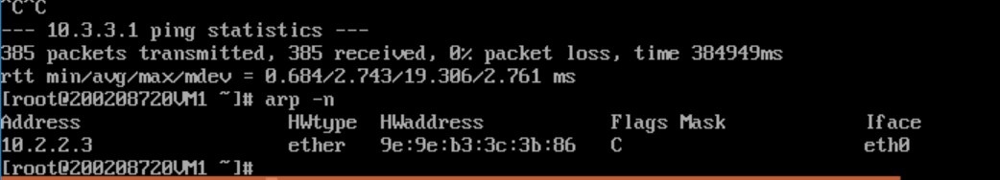 ^C^C
--- 10.3.3.1 ping statistics ---
385 packets transmitted, 385 received, 0% packet loss, time 384949ms
rtt min/avg/max/mdev = 0.684/2.743/19.306/2.761 ms
[root@200208720VM1 ~]# arp -n
Address HWtype HWaddress Flags Mask Iface
10.2.2.3 ether 9e:9e:b3:3c:3b:86 C eth0
[root@200208720VM1 ~]#